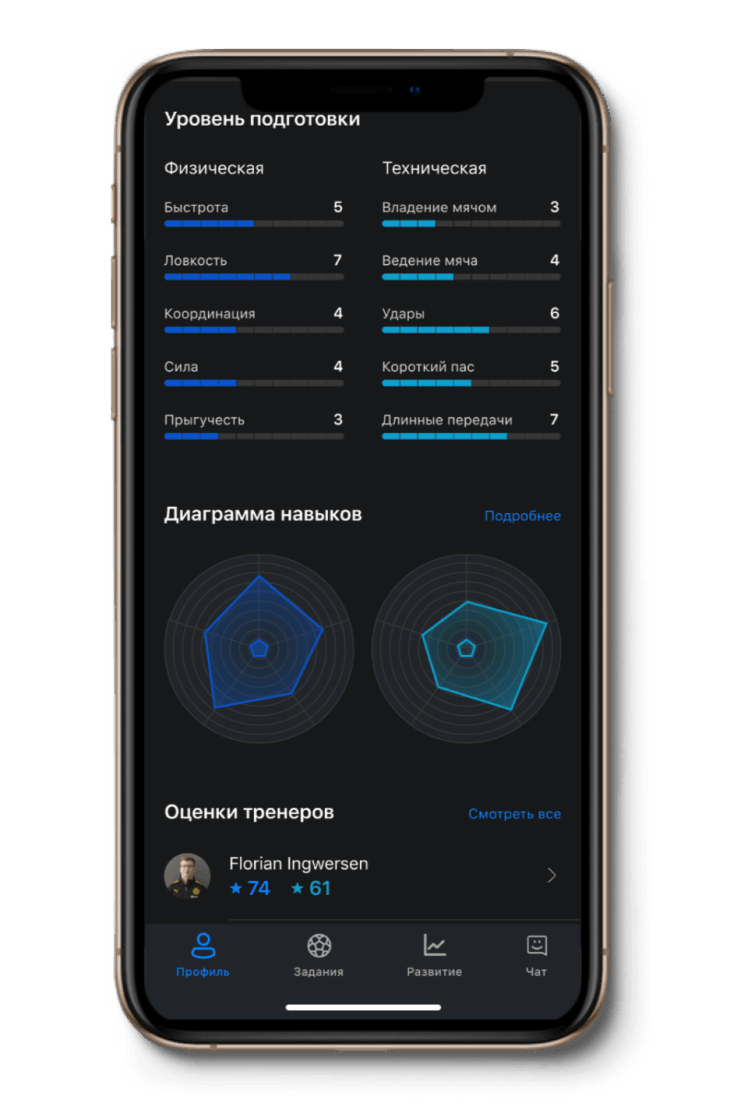 Уровень подготовки
Физическая
Техническая
Быстрота 5
Владение мячом 3
Ловкость 7
Ведение мяча 4
Координация 4
Удары 6
Сила 4
Короткий пас 5
Прыгучесть 3
Длинные передачи 7
Диаграмма навыков
Подробнее
Оценки тренеров
Смотреть все
Florian Ingwersen
74 61
Профиль
Задания
Развитие
Чат